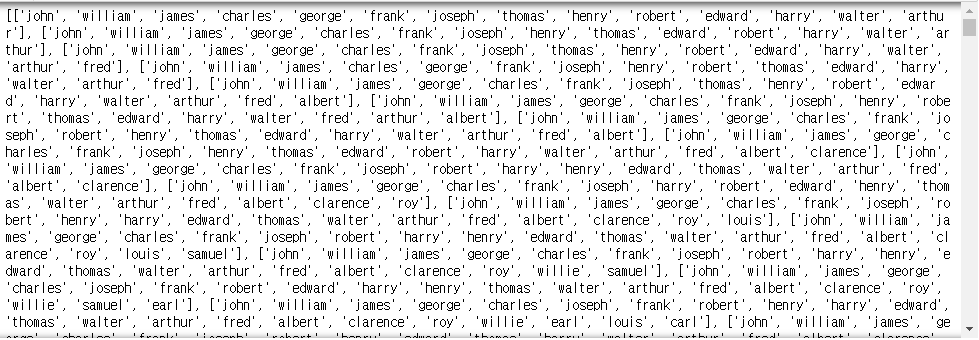 [['john', 'william', 'james', 'charles', 'george', 'frank', 'joseph', 'thomas', 'henry', 'robert', 'edward', 'harry', 'walter', 'arthu
r'], ['john', 'william', 'james', 'george', 'charles', 'frank', 'joseph', 'henry', 'thomas', 'edward', 'robert', 'harry', 'walter', 'ar
thur'], ['john', 'william', 'james', 'george', 'charles', 'frank', 'joseph', 'thomas', 'henry', 'robert', 'edward', 'harry', 'walter',
'arthur', 'fred'], ['john', 'william', 'james', 'charles', 'george', 'frank', 'joseph', 'henry', 'robert', 'thomas', 'edward', 'harry',
'walter', 'arthur', 'fred'], ['john', 'william', 'james', 'george', 'charles', 'frank', 'joseph', 'thomas', 'henry', 'robert', 'edwar
d', 'harry', 'walter', 'arthur', 'fred', 'albert'], ['john', 'william', 'james', 'george', 'charles', 'frank', 'joseph', 'henry', 'robe
rt', 'thomas', 'edward', 'harry', 'walter', 'fred', 'arthur', 'albert'], ['john', 'william', 'james', 'george', 'charles', 'frank', 'jo
seph', 'robert', 'henry', 'thomas', 'edward', 'harry', 'walter', 'arthur', 'fred', 'albert'], ['john', 'william', 'james', 'george', 'c
harles', 'frank', 'joseph', 'henry', 'thomas', 'edward', 'robert', 'harry', 'walter', 'arthur', 'fred', 'albert', 'clarence'], ['john',
'william', 'james', 'george', 'charles', 'frank', 'joseph', 'robert', 'harry', 'henry', 'edward', 'thomas', 'walter', 'arthur', 'fred',
'albert', 'clarence'], ['john', 'william', 'james', 'george', 'charles', 'frank', 'joseph', 'harry', 'robert', 'edward', 'henry', 'thom
as', 'walter', 'arthur', 'fred', 'albert', 'clarence', 'roy'], ['john', 'william', 'james', 'george', 'charles', 'frank', 'joseph', 'ro
bert', 'henry', 'harry', 'edward', 'thomas', 'walter', 'arthur', 'fred', 'albert', 'clarence', 'roy', 'louis'], ['john', 'william', 'ja
mes', 'george', 'charles', 'frank', 'joseph', 'robert', 'harry', 'henry', 'edward', 'thomas', 'walter', 'arthur', 'fred', 'albert', 'cl
arence', 'roy', 'louis', 'samuel'], ['john', 'william', 'james', 'george', 'charles', 'frank', 'joseph', 'robert', 'harry', 'henry', 'e
dward', 'thomas', 'walter', 'arthur', 'fred', 'albert', 'clarence', 'roy', 'willie', 'samuel'], ['john', 'william', 'james', 'george',
'charles', 'joseph', 'frank', 'robert', 'edward', 'henry', 'harry', 'thomas', 'walter', 'arthur', 'fred', 'albert', 'clarence', 'roy',
'willie', 'samuel', 'earl'], ['john', 'william', 'james', 'george', 'charles', 'joseph', 'frank', 'robert', 'henry', 'harry', 'edward',
'thomas', 'walter', 'arthur', 'fred', 'albert', 'clarence', 'roy', 'willie', 'earl', 'louis', 'carl'], ['john', 'william', 'james', 'ge